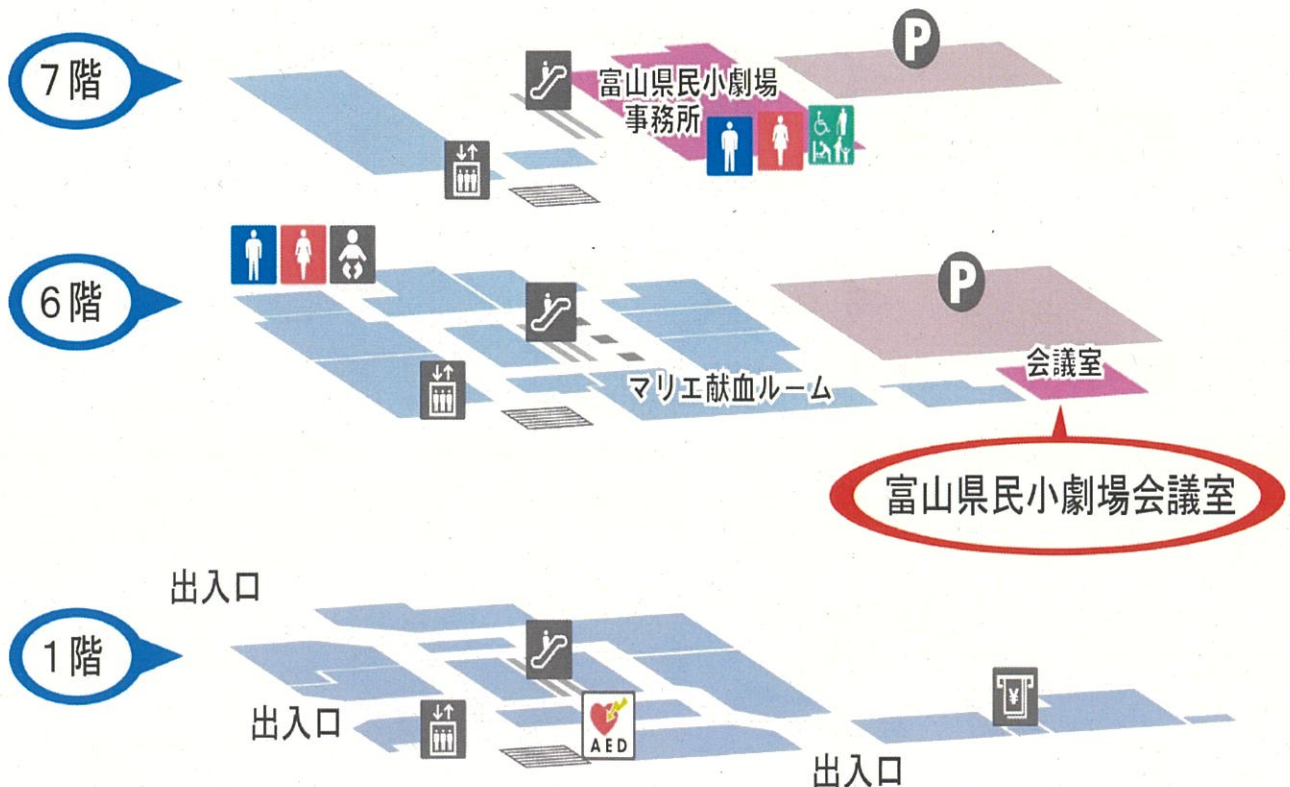 7階
P
富山県民小劇場
事務所
6階
P
マリエ献血ルーム
会議室
富山県民小劇場会議室
出入口
1階
¥
出入口
AED
出入口